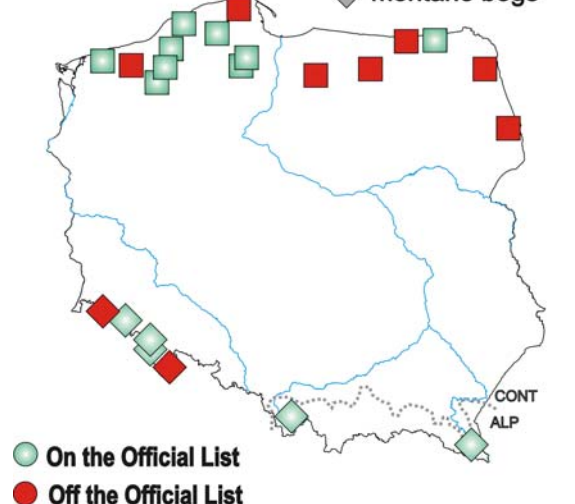 montane bogs
CONT
ALP
On the Official List
Off the Official List